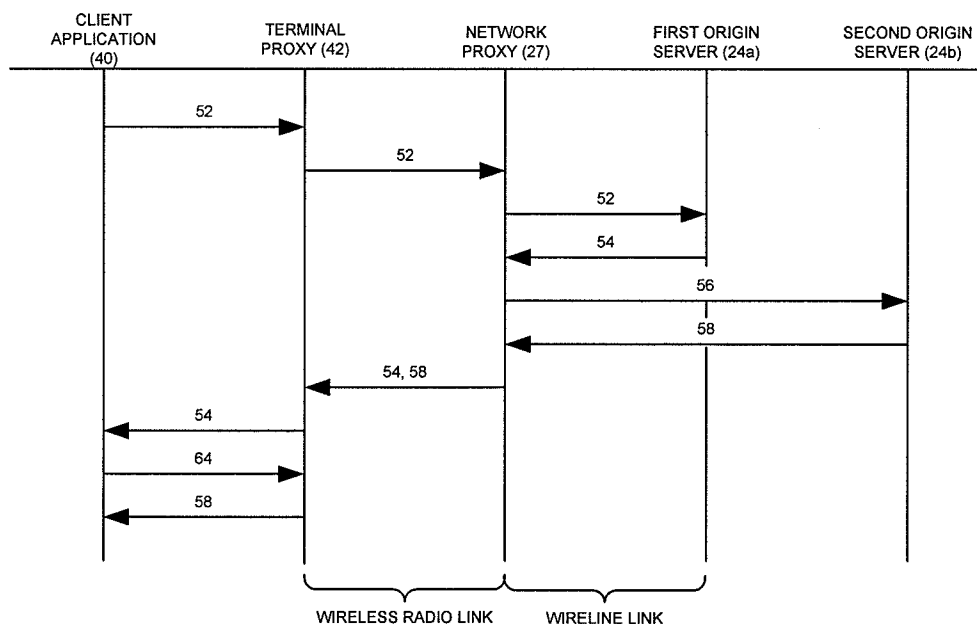 CLIENT
APPLICATION
(40)
TERMINAL
PROXY (42)
NETWORK
PROXY (27)
FIRST ORIGIN
SERVER (24a)
SECOND ORIGIN
SERVER (24b)
52
52
52
54
56
58
54, 58
54
64
58
WIRELESS RADIO LINK
WIRELINE LINK